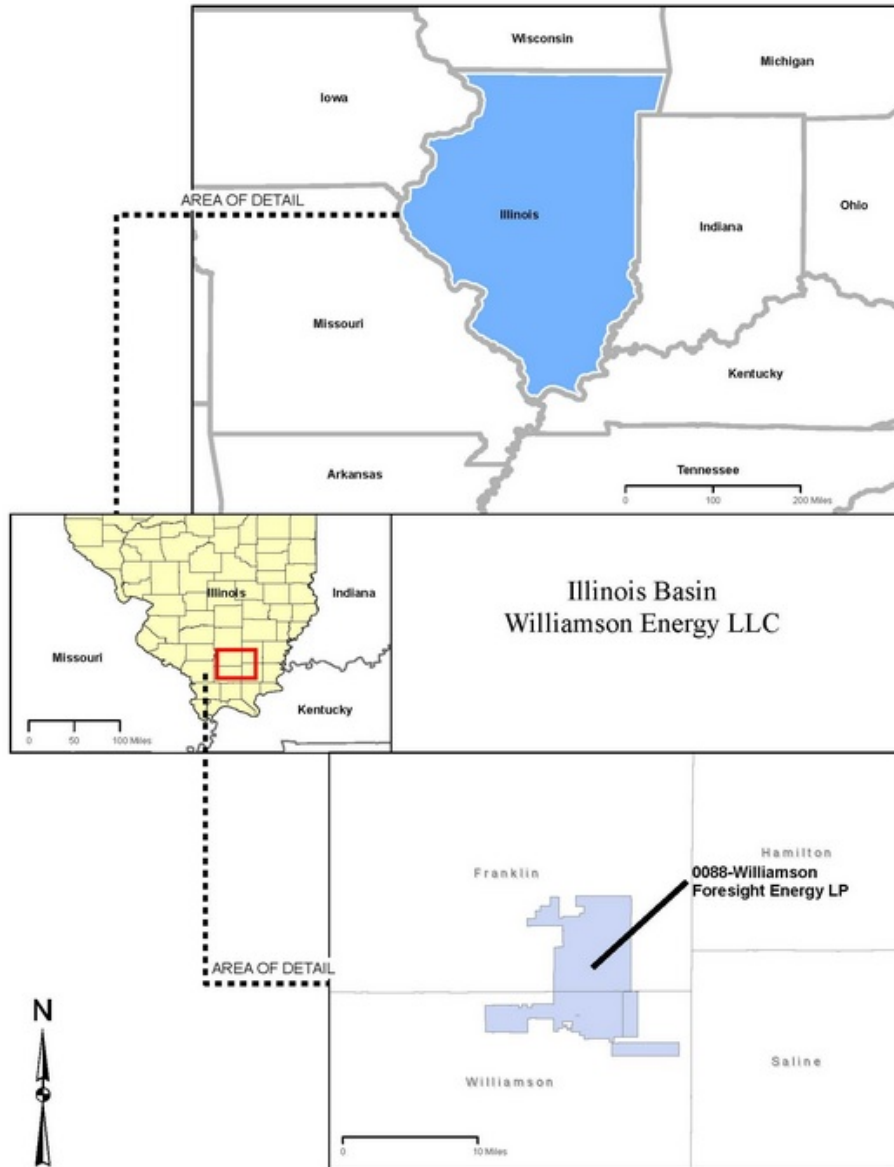 Wisconsin
Michigan
Iowa
AREA OF DETAIL
Illinois
Ohio
Indiana
Missouri
Kentucky
Arkansas
Tennessee
0 100 200 Miles
Illinois
Indiana
Missouri
Kentucky
0 50 100 Miles
Illinois Basin
Williamson Energy LLC
Hamilton
Franklin
0088-Williamson
Foresight Energy LP
AREA OF DETAIL
N
Saline
Williamson
0 10 Miles